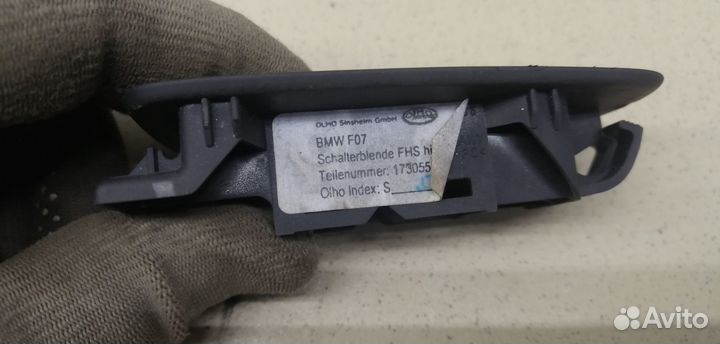 OLHO Sinsheim GmbH
BMW F07
Schalterblende FHS hi
Teilenummer: 173055
Olho Index: S
Avito